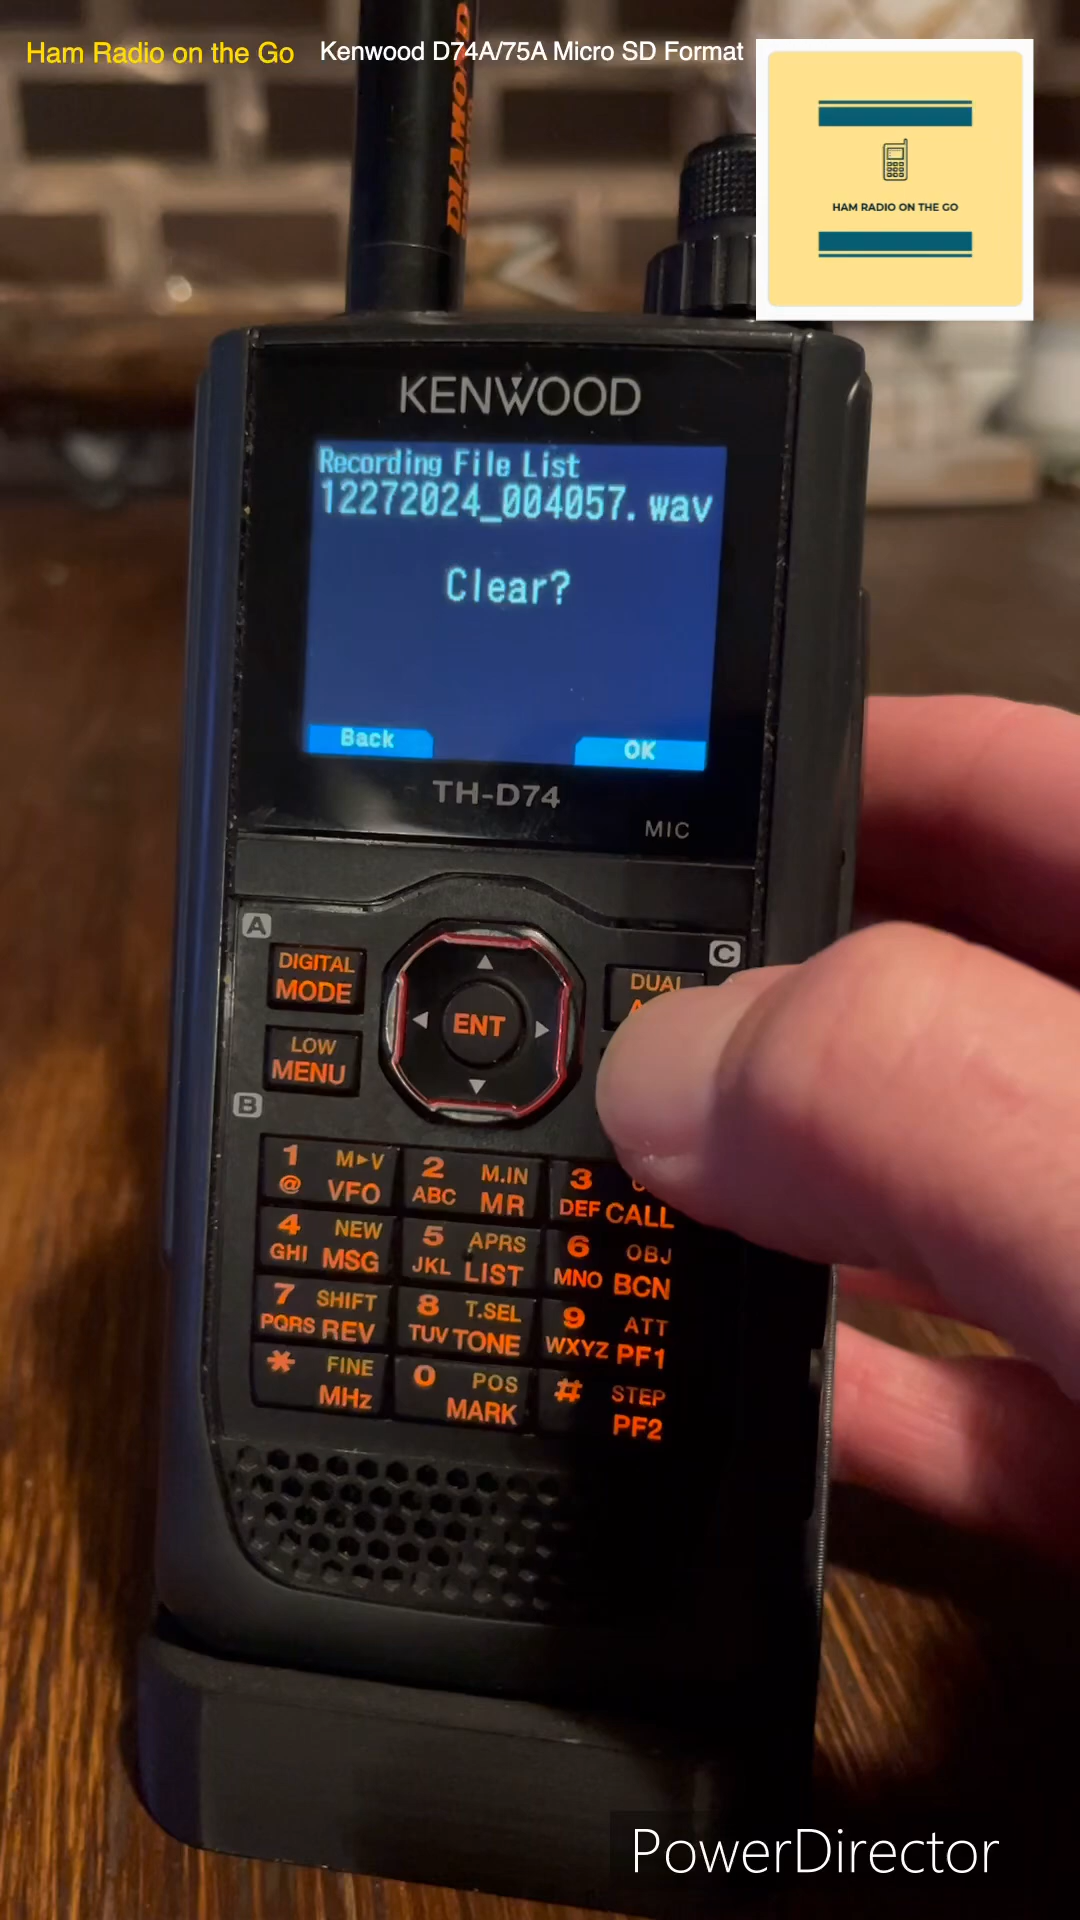 Ham Radio on the Go
Kenwood D74A/75A Micro SD Format
HAM RADIO ON THE GO
DIAMOND
KENWOOD
Recording File List
12272024_004057.wav
Clear?
Back
OK
TH-D74
MIC
A
C
DIGITAL
MODE
DUAL
ENT
LOW
MENU
B
1 M▸V
@ VFO
2 M.IN
ABC MR
3
DEF CALL
4 NEW
GHI MSG
5 APRS
JKL LIST
6 OBJ
MNO BCN
7 SHIFT
PQRS REV
8 T.SEL
TUV TONE
9 ATT
WXYZ PF1
* FINE
MHz
0 POS
MARK
# STEP
PF2
PowerDirector